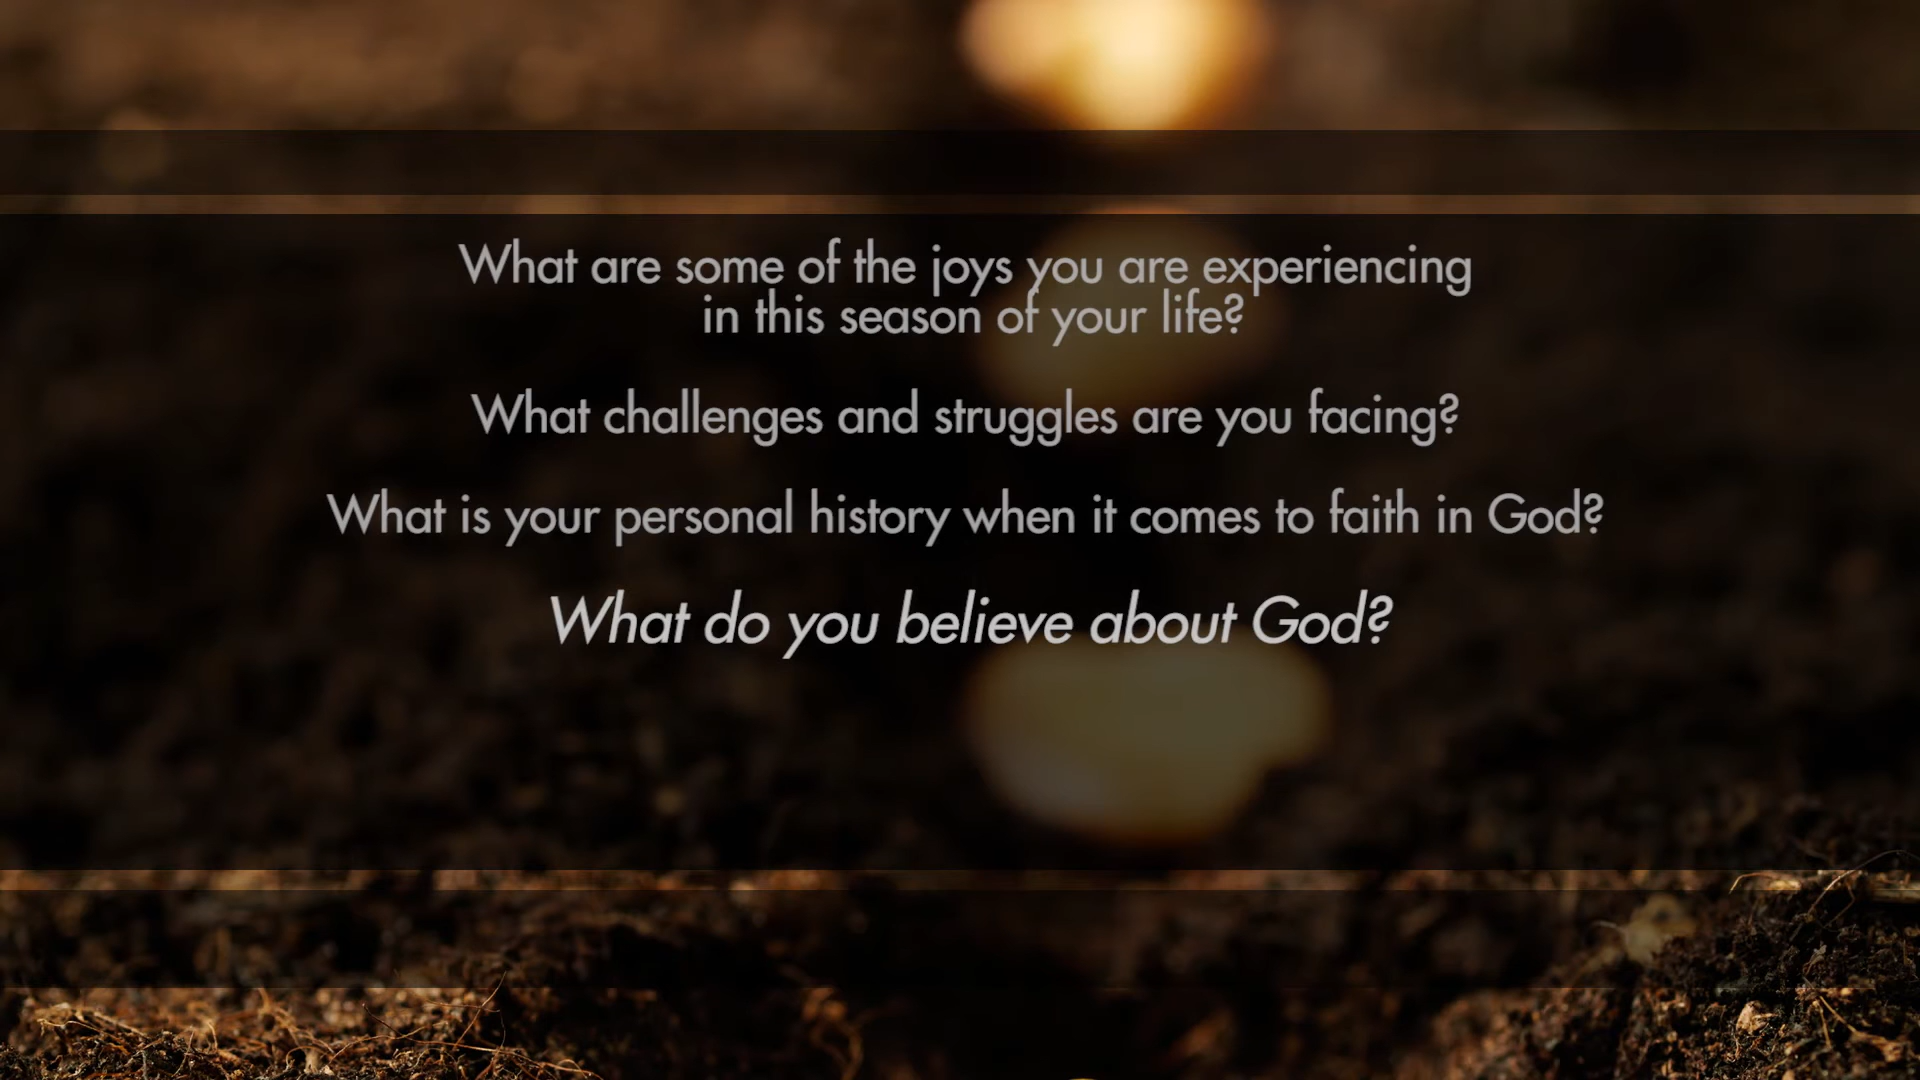 What are some of the joys you are experiencing
in this season of your life?
What challenges and struggles are you facing?
What is your personal history when it comes to faith in God?
What do you believe about God?